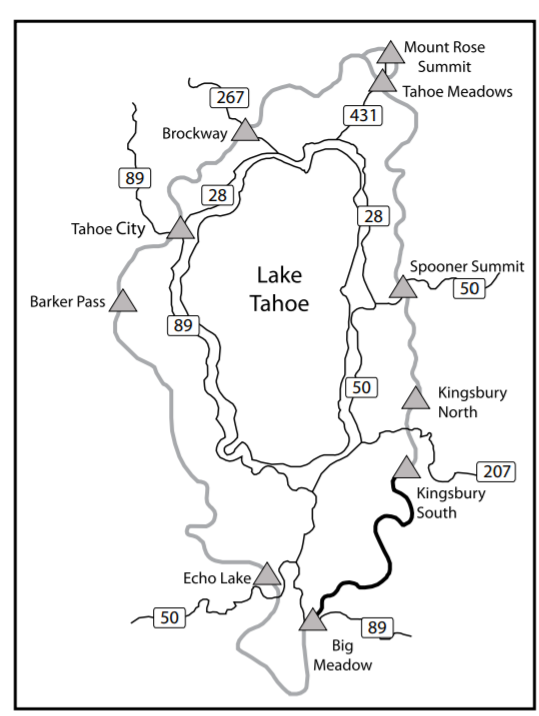 Mount Rose
Summit
Tahoe Meadows
267
431
Brockway
89
28
28
Tahoe City
Spooner Summit
50
Lake
Tahoe
Barker Pass
89
50
Kingsbury
North
207
Kingsbury
South
Echo Lake
50
89
Big
Meadow